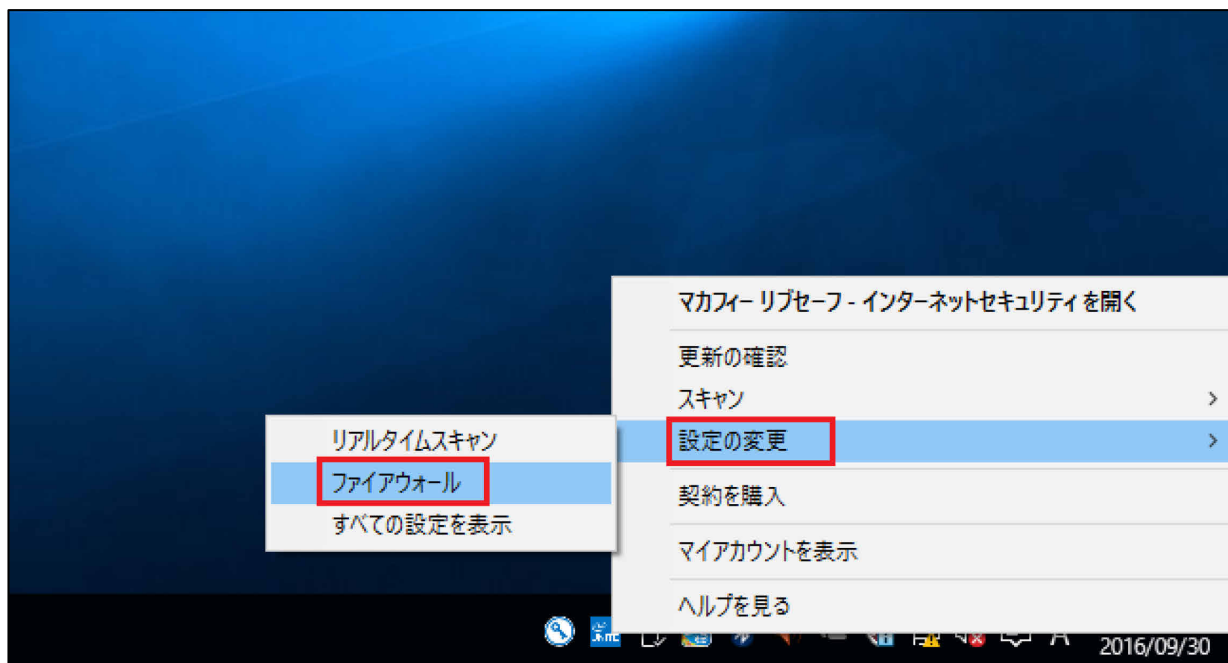 マカフィー リブセーフ - インターネットセキュリティ を開く
更新の確認
スキャン
設定の変更
契約を購入
マイアカウントを表示
ヘルプを見る
リアルタイムスキャン
ファイアウォール
すべての設定を表示
A
2016/09/30